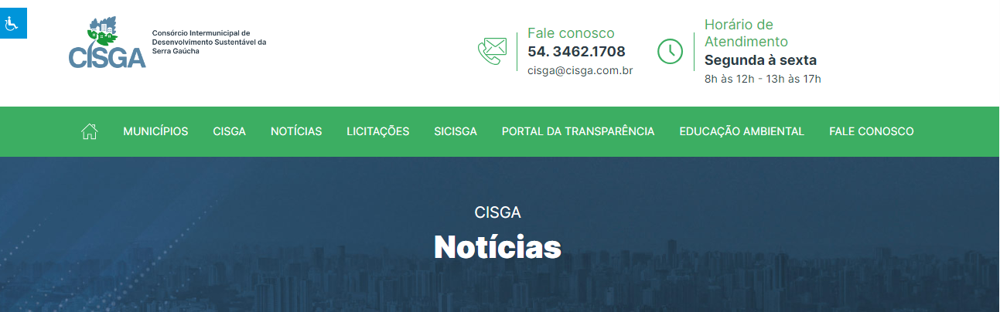 CISGA
Consórcio Intermunicipal de
Desenvolvimento Sustentável da
Serra Gaúcha
Fale conosco
54. 3462.1708
cisga@cisga.com.br
Horário de
Atendimento
Segunda à sexta
8h às 12h - 13h às 17h
MUNICÍPIOS CISGA NOTÍCIAS LICITAÇÕES SICISGA PORTAL DA TRANSPARÊNCIA EDUCAÇÃO AMBIENTAL FALE CONOSCO
CISGA
Notícias